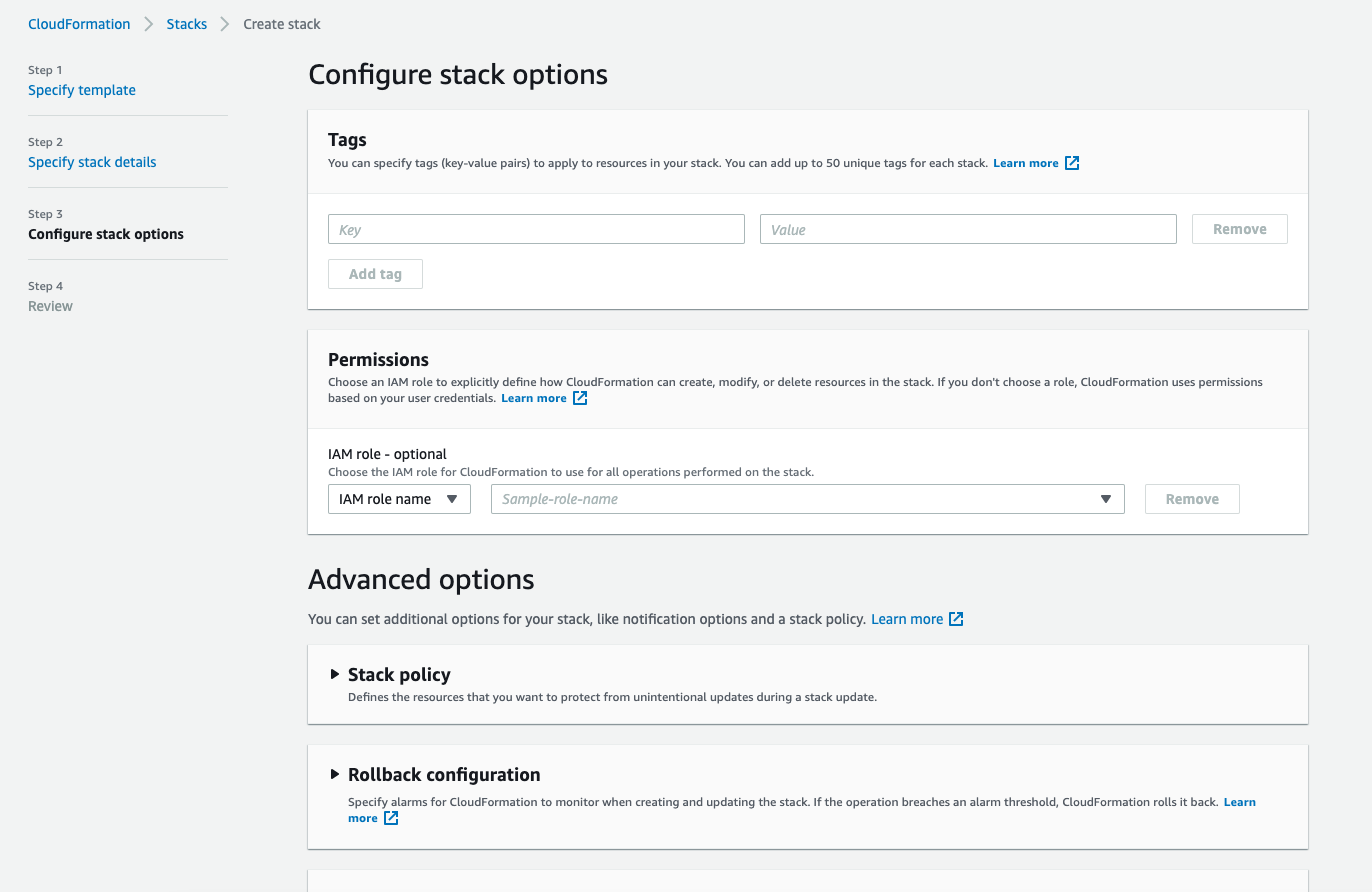 CloudFormation > Stacks > Create stack
Step 1
Specify template
Step 2
Specify stack details
Step 3
Configure stack options
Step 4
Review
Configure stack options
Tags
You can specify tags (key-value pairs) to apply to resources in your stack. You can add up to 50 unique tags for each stack. Learn more
Key
Value
Remove
Add tag
Permissions
Choose an IAM role to explicitly define how CloudFormation can create, modify, or delete resources in the stack. If you don't choose a role, CloudFormation uses permissions
based on your user credentials. Learn more
IAM role - optional
Choose the IAM role for CloudFormation to use for all operations performed on the stack.
IAM role name
Sample-role-name
Remove
Advanced options
You can set additional options for your stack, like notification options and a stack policy. Learn more
Stack policy
Defines the resources that you want to protect from unintentional updates during a stack update.
Rollback configuration
Specify alarms for CloudFormation to monitor when creating and updating the stack. If the operation breaches an alarm threshold, CloudFormation rolls it back. Learn
more